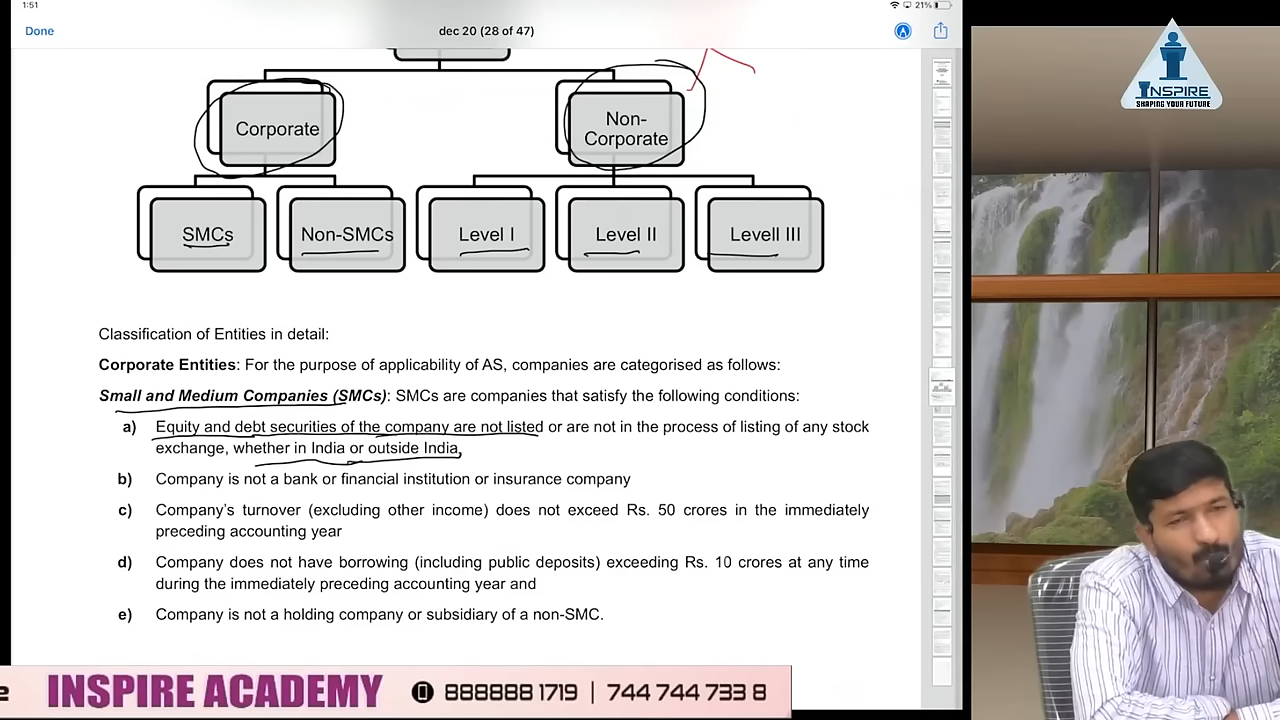 1:51
21%
Done
dec 20 (28 of 47)
INSPIRE
SHAPING YOUR FUTURE
Corporate
Non-
Corporate
SMCs
Non-SMCs
Level I
Level II
Levell III
Classification of Entities in detail:
Corporate Entities: For the purpose of applicability of AS, companies are categorised as follows:
Small and Medium Companies (SMCs): SMCs are companies that satisfy the following conditions:
a) Equity and debt securities of the company are not listed or are not in the process of listing of any stock
exchange, whether in India or outside India,
b) Company is not a bank or financial institution or insurance company
c) Company's turnover (excluding other income) does not exceed Rs. 50 crores in the immediately
preceding accounting year
d) Company does not have borrowing (including public deposits) exceeding Rs. 10 crores at any time
during the immediately preceding accounting year and
e) Company is not a holding company or subsidiary of a non-SMC.
INSPIRE ACADEMY 888888 1719 | 744 744 733 8